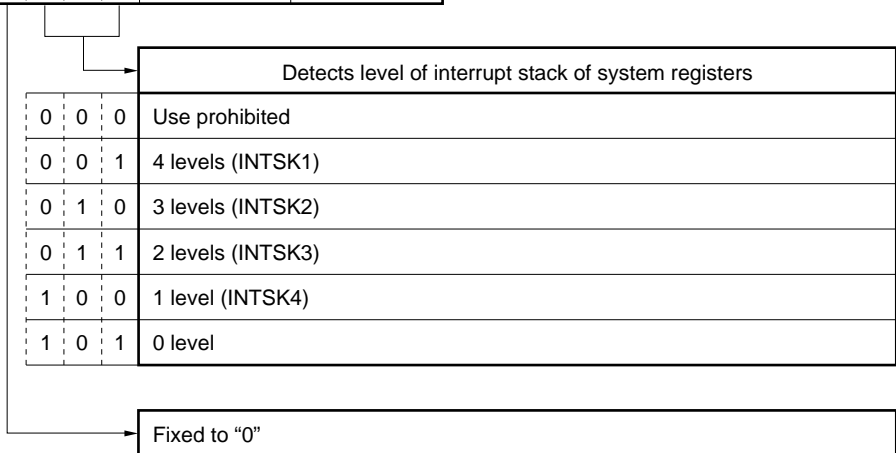 Detects level of interrupt stack of system registers
0 0 0 Use prohibited
0 0 1 4 levels (INTSK1)
0 1 0 3 levels (INTSK2)
0 1 1 2 levels (INTSK3)
1 0 0 1 level (INTSK4)
1 0 1 0 level
Fixed to “0”